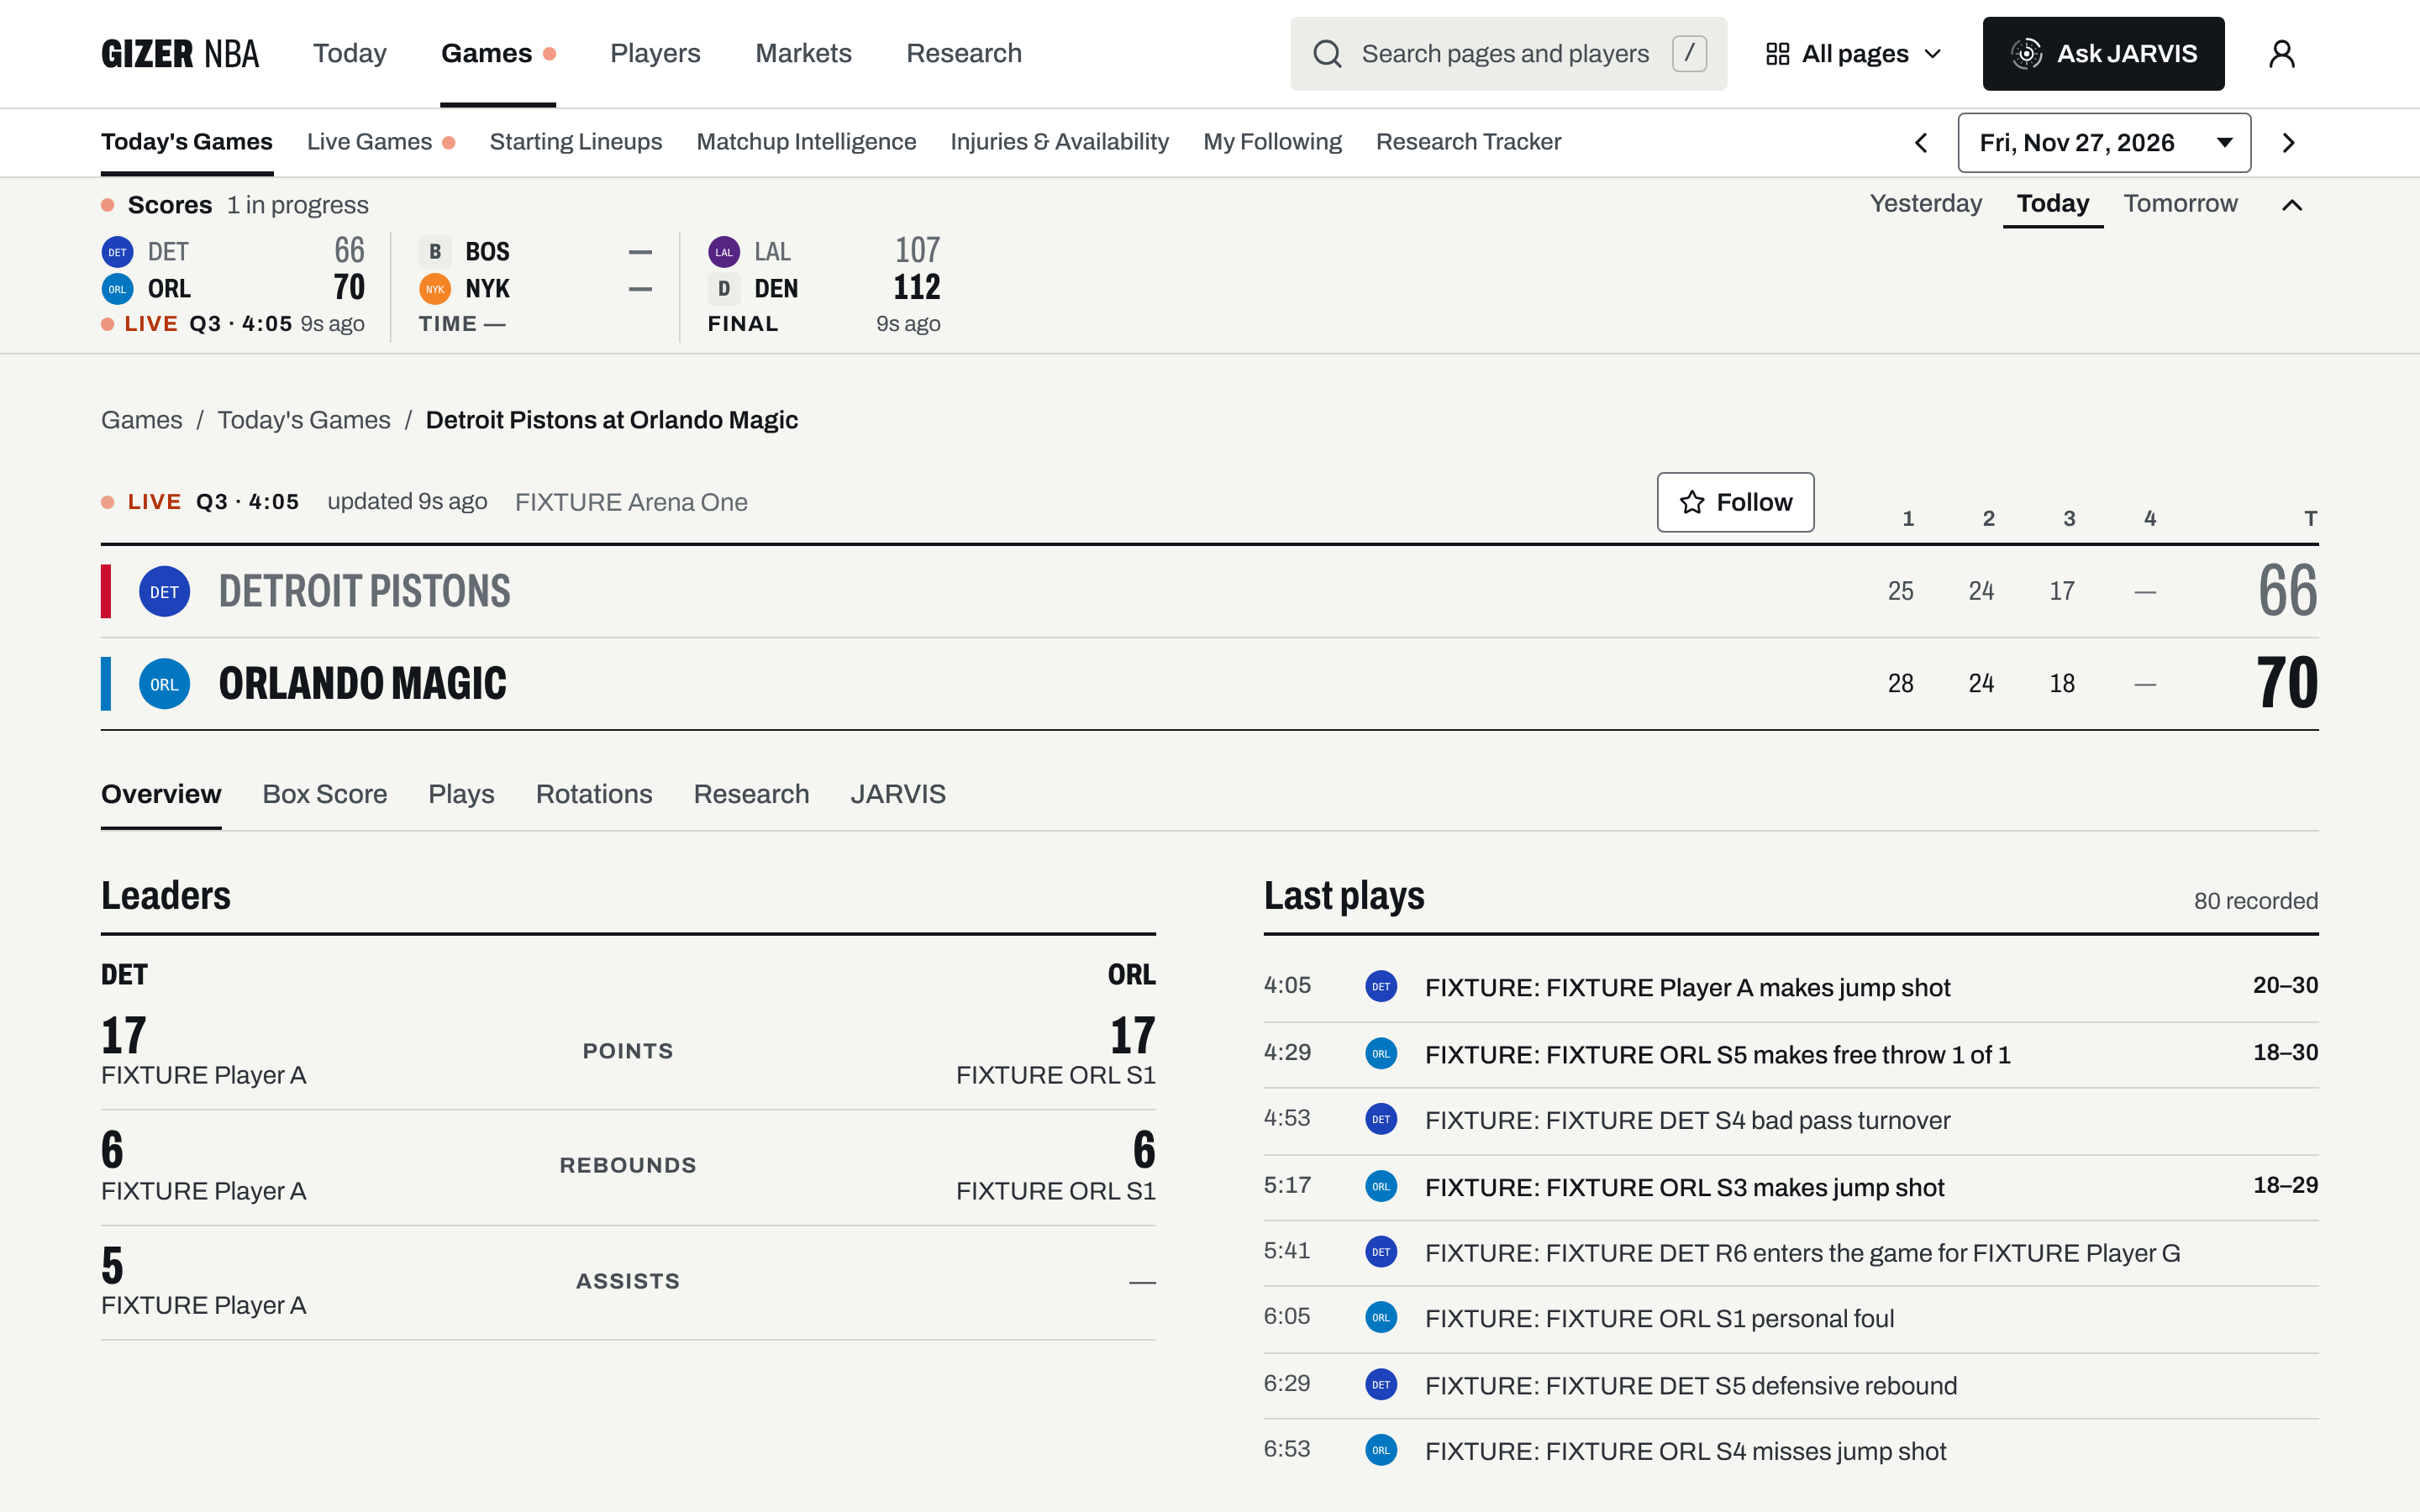 GIZER NBA Today Games Players Markets Research Search pages and players / All pages Ask JARVIS
Today's Games Live Games Starting Lineups Matchup Intelligence Injuries & Availability My Following Research Tracker Fri, Nov 27, 2026
Scores 1 in progress Yesterday Today Tomorrow
DET DET 66 B BOS — LAL LAL 107
ORL ORL 70 NYK NYK — D DEN 112
LIVE Q3 · 4:05 9s ago TIME — FINAL 9s ago
Games / Today's Games / Detroit Pistons at Orlando Magic
LIVE Q3 · 4:05 updated 9s ago FIXTURE Arena One Follow 1 2 3 4 T
DET DETROIT PISTONS 25 24 17 — 66
ORL ORLANDO MAGIC 28 24 18 — 70
Overview Box Score Plays Rotations Research JARVIS
Leaders
DET ORL
17 POINTS 17
FIXTURE Player A FIXTURE ORL S1
6 REBOUNDS 6
FIXTURE Player A FIXTURE ORL S1
5 ASSISTS —
FIXTURE Player A
Last plays 80 recorded
4:05 DET FIXTURE: FIXTURE Player A makes jump shot 20–30
4:29 ORL FIXTURE: FIXTURE ORL S5 makes free throw 1 of 1 18–30
4:53 DET FIXTURE: FIXTURE DET S4 bad pass turnover
5:17 ORL FIXTURE: FIXTURE ORL S3 makes jump shot 18–29
5:41 DET FIXTURE: FIXTURE DET R6 enters the game for FIXTURE Player G
6:05 ORL FIXTURE: FIXTURE ORL S1 personal foul
6:29 DET FIXTURE: FIXTURE DET S5 defensive rebound
6:53 ORL FIXTURE: FIXTURE ORL S4 misses jump shot